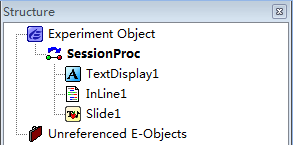 Structure
Experiment Object
SessionProc
TextDisplay1
InLine1
Slide1
Unreferenced E-Objects